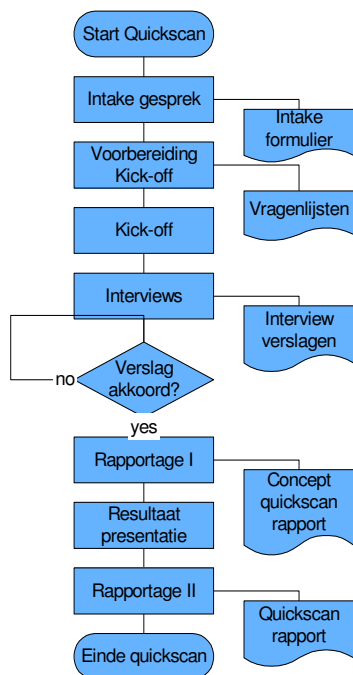 Start Quickscan
Intake gesprek
Intake
formulier
Voorbereiding
Kick-off
Vragenlijsten
Kick-off
Interviews
Interview
verslagen
Verslag
akkoord?
no
yes
Rapportage I
Concept
quickscan
rapport
Resultaat
presentatie
Rapportage II
Quickscan
rapport
Einde quickscan